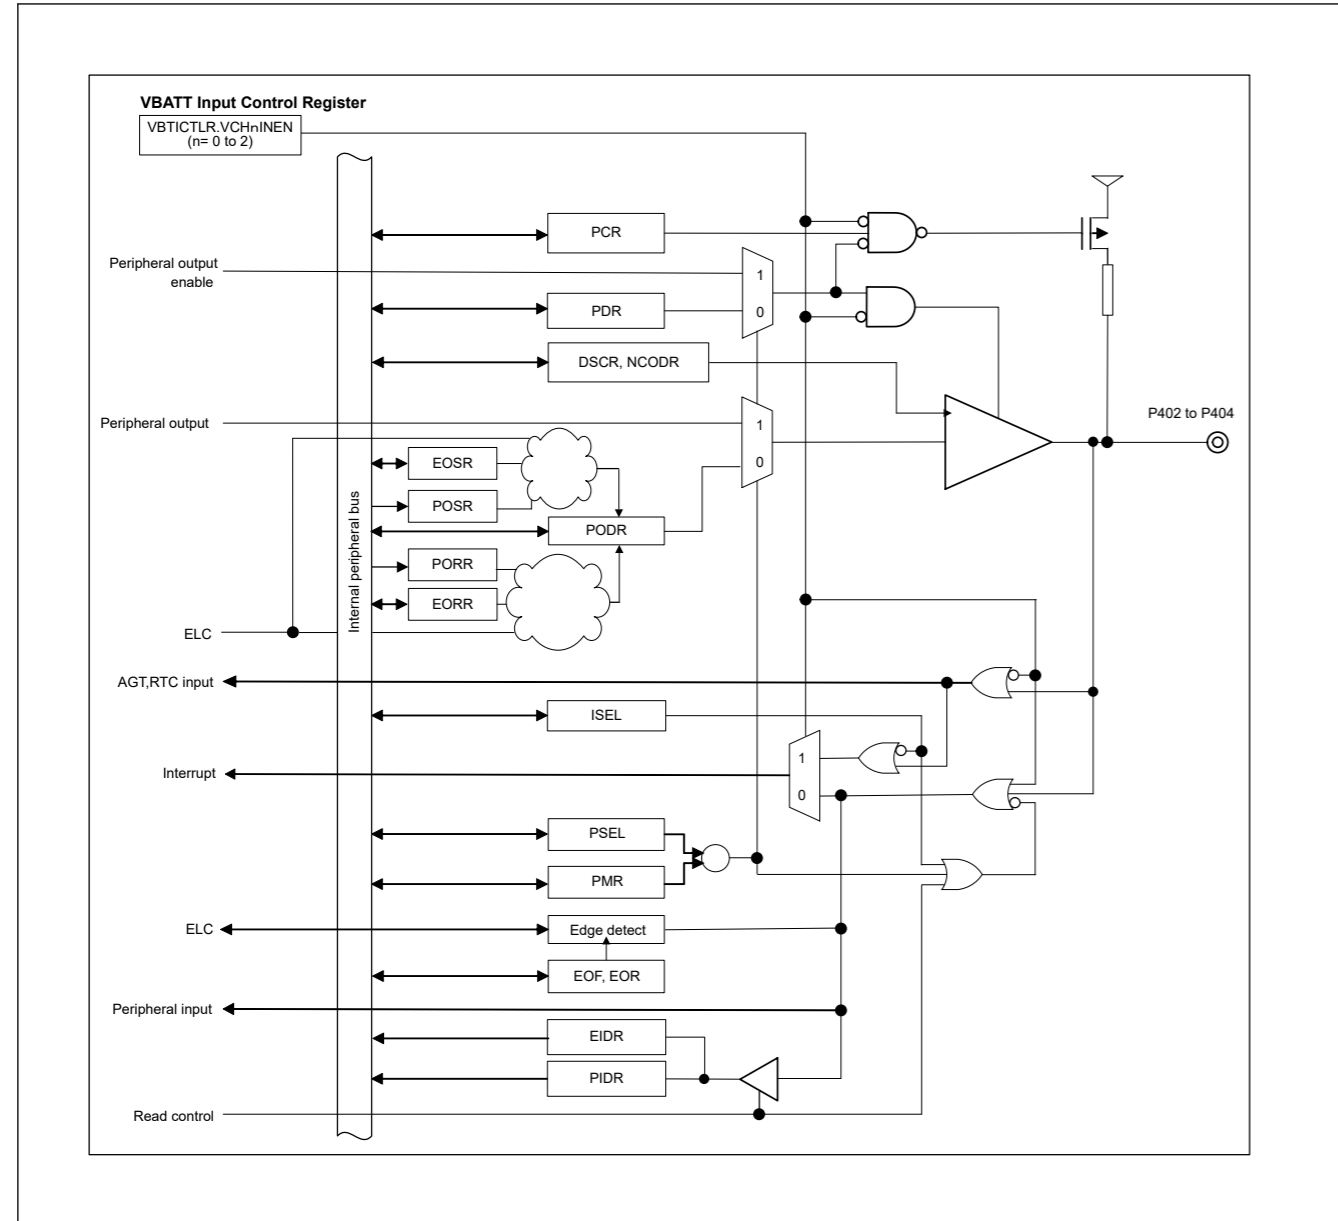 VBATT Input Control Register
VBTICTLR.VCHnINEN
(n= 0 to 2)
PCR
Peripheral output
enable
1
0
PDR
DSCR, NCODR
Peripheral output
1
0
P402 to P404
EOSR
POSR
PODR
PORR
EORR
Internal peripheral bus
ELC
AGT,RTC input
ISEL
Interrupt
1
0
PSEL
PMR
ELC
Edge detect
EOF, EOR
Peripheral input
EIDR
PIDR
Read control